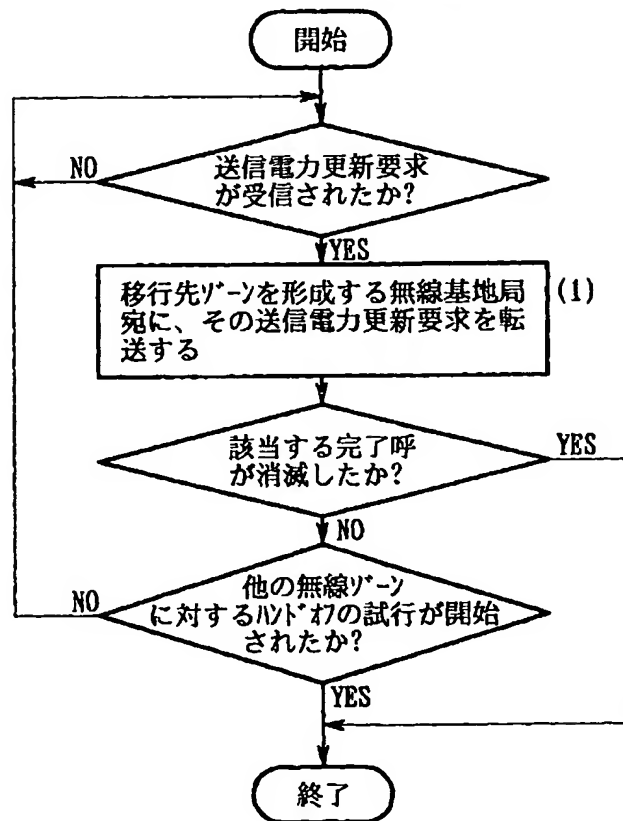 開始
送信電力更新要求
が受信されたか?
NO
YES
移行先ｿﾞｰﾝを形成する無線基地局
宛に、その送信電力更新要求を転
送する
(1)
該当する完了呼
が消滅したか?
YES
NO
他の無線ｿﾞｰﾝ
に対するﾊﾝﾄﾞｵﾌの試行が開始
されたか?
NO
YES
終了